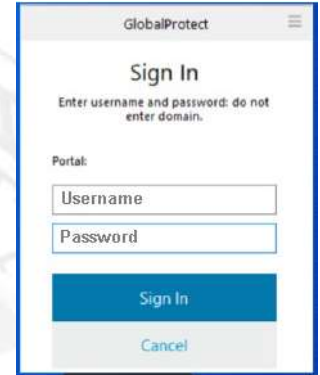 GlobalProtect
Sign In
Enter username and password: do not
enter domain.
Portal:
Username
Password
Sign In
Cancel